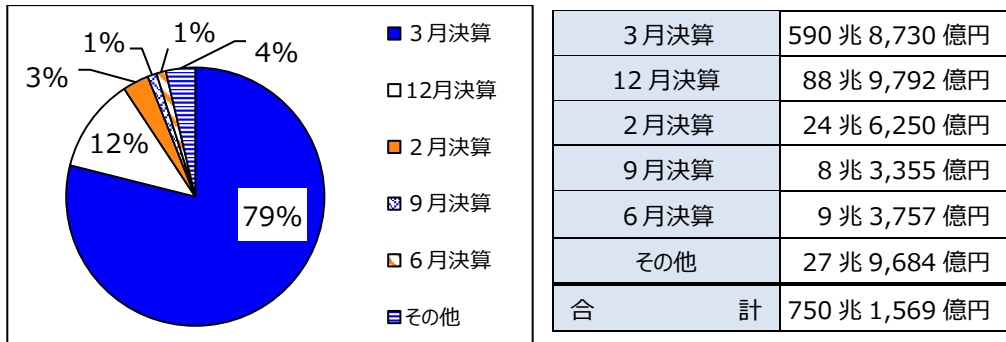 1%
1%
4%
3%
12%
79%
3月決算
12月決算
2月決算
9月決算
6月決算
その他
3月決算 590 兆 8,730 億円
12 月決算 88 兆 9,792 億円
2月決算 24 兆 6,250 億円
9月決算 8 兆 3,355 億円
6月決算 9 兆 3,757 億円
その他 27 兆 9,684 億円
合 計 750 兆 1,569 億円